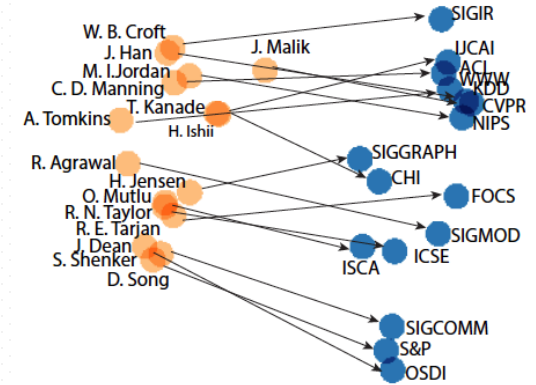 W. B. Croft
J. Han
M. I.Jordan
C. D. Manning
J. Malik
T. Kanade
A. Tomkins
H. Ishii
R. Agrawal
H. Jensen
O. Mutlu
R. N. Taylor
R. E. Tarjan
J. Dean
S. Shenker
D. Song
SIGIR
IJCAI
ACL
WWW
KDD
CVPR
NIPS
SIGGRAPH
CHI
FOCS
SIGMOD
ISCA
ICSE
SIGCOMM
S&P
OSDI